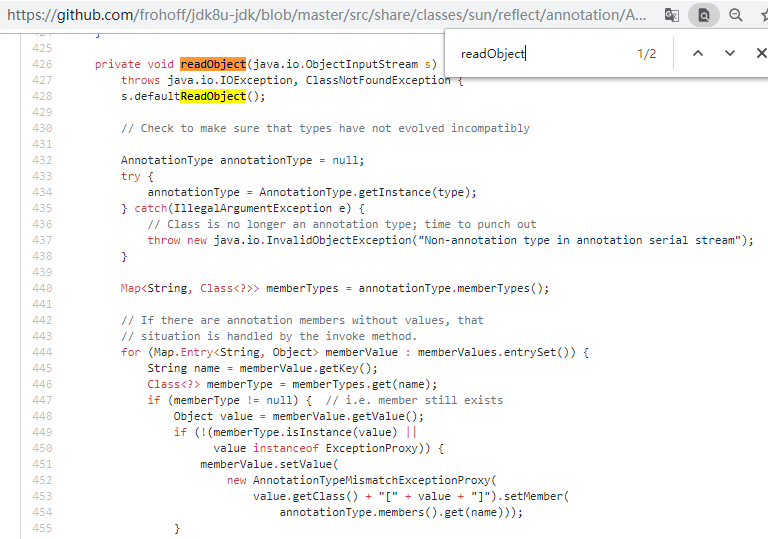 https://github.com/frohoff/jdk8u-jdk/blob/master/src/share/classes/sun/reflect/annotation/A...
readObject 1/2
425
426 private void readObject(java.io.ObjectInputStream s)
427 throws java.io.IOException, ClassNotFoundException {
428 s.defaultReadObject();
429
430 // Check to make sure that types have not evolved incompatibly
431
432 AnnotationType annotationType = null;
433 try {
434 annotationType = AnnotationType.getInstance(type);
435 } catch(IllegalArgumentException e) {
436 // Class is no longer an annotation type; time to punch out
437 throw new java.io.InvalidObjectException("Non-annotation type in annotation serial stream");
438 }
439
440 Map<String, Class<?>> memberTypes = annotationType.memberTypes();
441
442 // If there are annotation members without values, that
443 // situation is handled by the invoke method.
444 for (Map.Entry<String, Object> memberValue : memberValues.entrySet()) {
445 String name = memberValue.getKey();
446 Class<?> memberType = memberTypes.get(name);
447 if (memberType != null) { // i.e. member still exists
448 Object value = memberValue.getValue();
449 if (!(memberType.isInstance(value) ||
450 value instanceof ExceptionProxy)) {
451 memberValue.setValue(
452 new AnnotationTypeMismatchExceptionProxy(
453 value.getClass() + "[" + value + "]").setMember(
454 annotationType.members().get(name)));
455 }